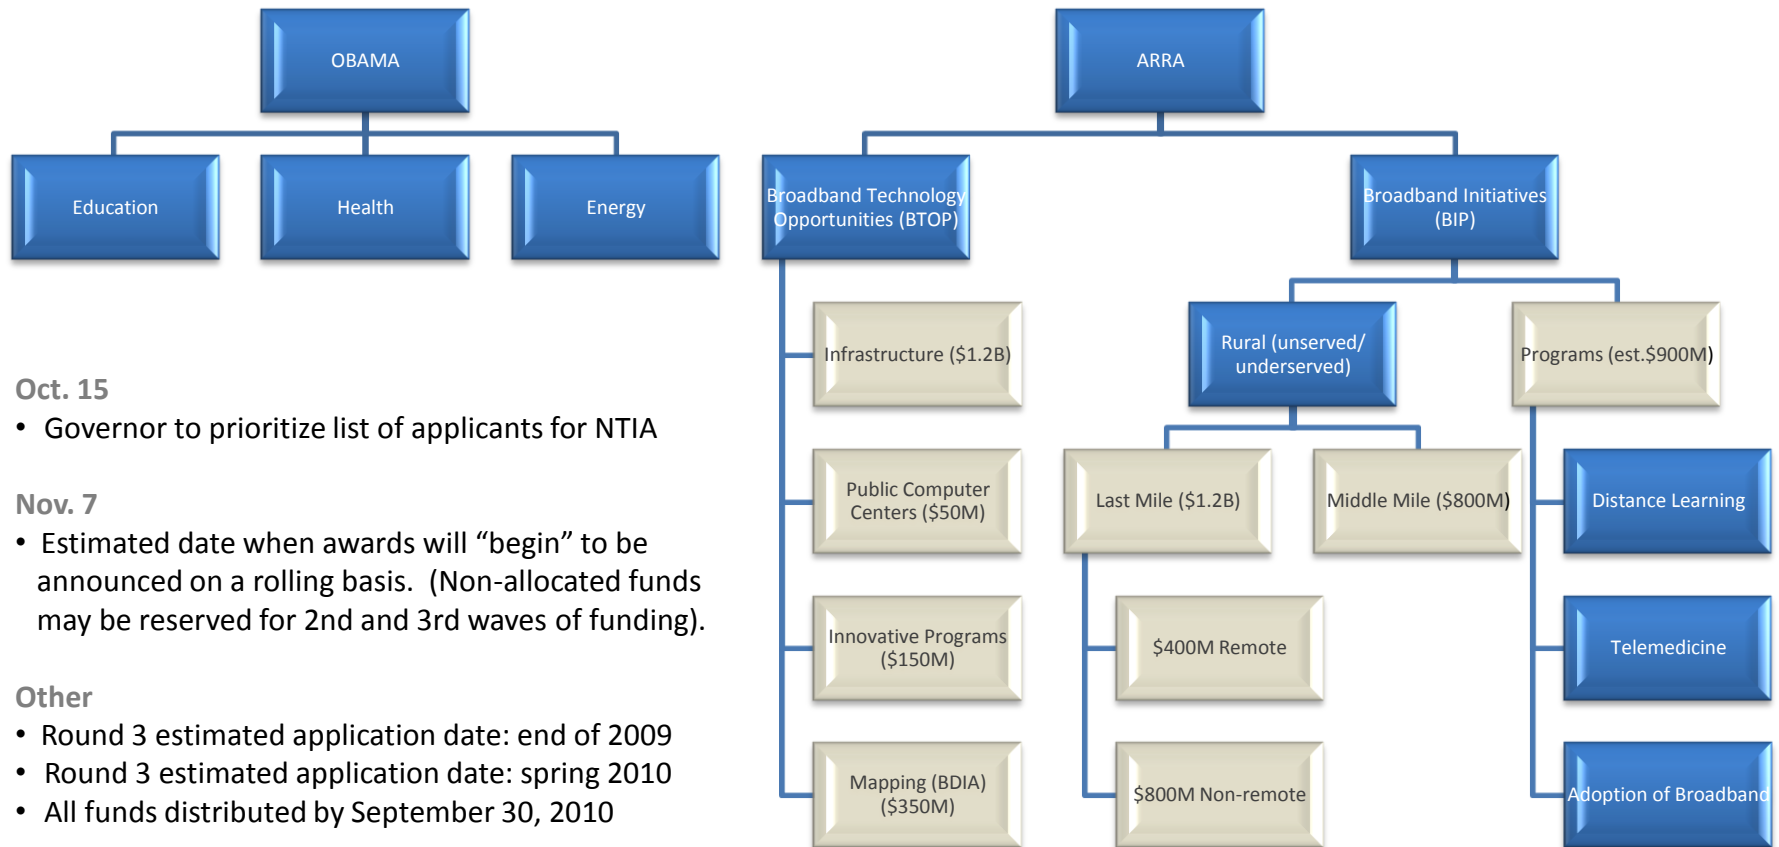 OBAMA
Education
Health
Energy
ARRA
Broadband Technology
Opportunities (BTOP)
Broadband Initiatives
(BIP)
Infrastructure ($1.2B)
Public Computer
Centers ($50M)
Innovative Programs
($150M)
Mapping (BDIA)
($350M)
Rural (unserved/
underserved)
Last Mile ($1.2B)
Middle Mile ($800M)
$400M Remote
$800M Non-remote
Programs (est.$900M)
Distance Learning
Telemedicine
Adoption of Broadband
Oct. 15
• Governor to prioritize list of applicants for NTIA
Nov. 7
• Estimated date when awards will “begin” to be
announced on a rolling basis. (Non-allocated funds
may be reserved for 2nd and 3rd waves of funding).
Other
• Round 3 estimated application date: end of 2009
• Round 3 estimated application date: spring 2010
• All funds distributed by September 30, 2010